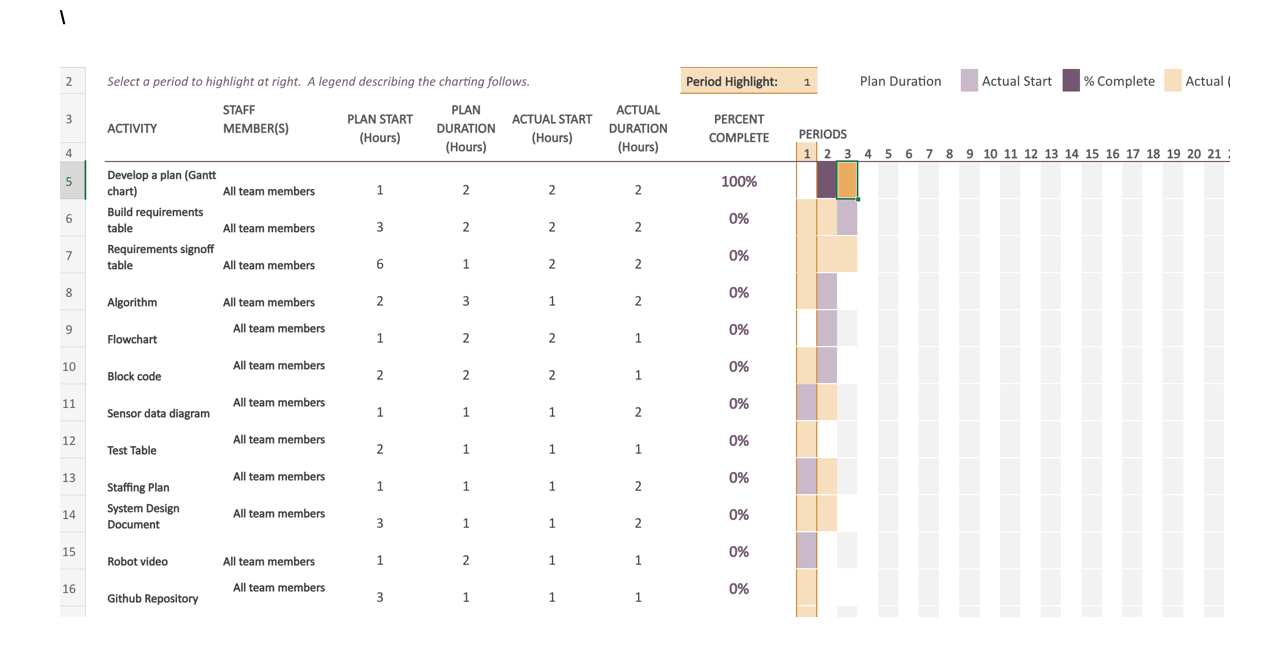 \
2 Select a period to highlight at right. A legend describing the charting follows. Period Highlight: 1 Plan Duration Actual Start % Complete Actual (
3 ACTIVITY STAFF MEMBER(S) PLAN START (Hours) PLAN DURATION (Hours) ACTUAL START (Hours) ACTUAL DURATION (Hours) PERCENT COMPLETE PERIODS
4 1 2 3 4 5 6 7 8 9 10 11 12 13 14 15 16 17 18 19 20 21
5 Develop a plan (Gantt chart) All team members 1 2 2 2 100%
6 Build requirements table All team members 3 2 2 2 0%
7 Requirements signoff table All team members 6 1 2 2 0%
8 Algorithm All team members 2 3 1 2 0%
9 Flowchart All team members 1 2 2 1 0%
10 Block code All team members 2 2 2 1 0%
11 Sensor data diagram All team members 1 1 1 2 0%
12 Test Table All team members 2 1 1 1 0%
13 Staffing Plan All team members 1 1 1 2 0%
14 System Design Document All team members 3 1 1 2 0%
15 Robot video All team members 1 2 1 1 0%
16 Github Repository All team members 3 1 1 1 0%